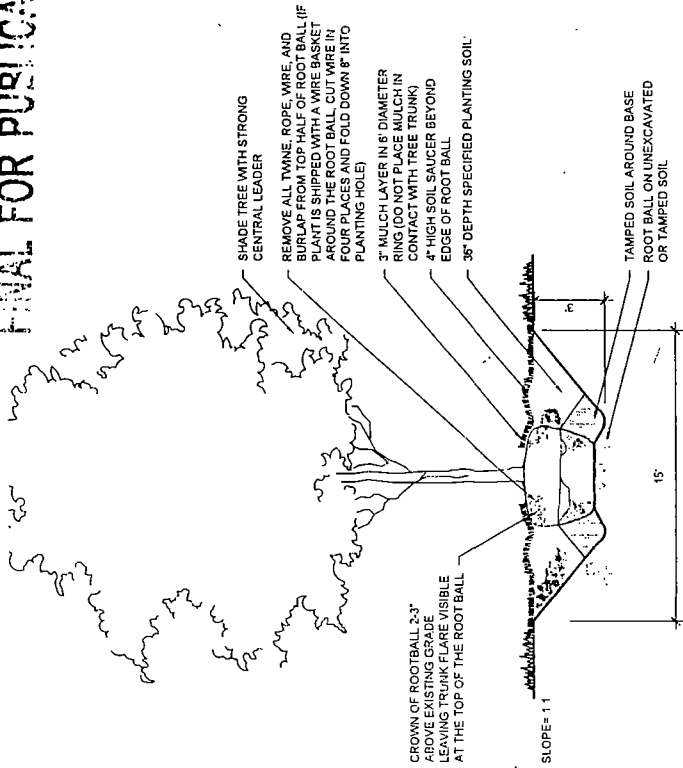 FINAL FOR PUBLICA
SHADE TREE WITH STRONG
CENTRAL LEADER
REMOVE ALL TWINE, ROPE, WIRE, AND
BURLAP FROM TOP HALF OF ROOT BALL (IF
PLANT IS SHIPPED WITH A WIRE BASKET
AROUND THE ROOT BALL, CUT WIRE IN
FOUR PLACES AND FOLD DOWN 8" INTO
PLANTING HOLE)
3" MULCH LAYER IN 6' DIAMETER
RING (DO NOT PLACE MULCH IN
CONTACT WITH TREE TRUNK)
4" HIGH SOIL SAUCER BEYOND
EDGE OF ROOT BALL
36" DEPTH SPECIFIED PLANTING SOIL
CROWN OF ROOTBALL 2-3"
ABOVE EXISTING GRADE
LEAVING TRUNK FLARE VISIBLE
AT THE TOP OF THE ROOT BALL
SLOPE= 1 1
3'
15'
TAMPED SOIL AROUND BASE
ROOT BALL ON UNEXCAVATED
OR TAMPED SOIL